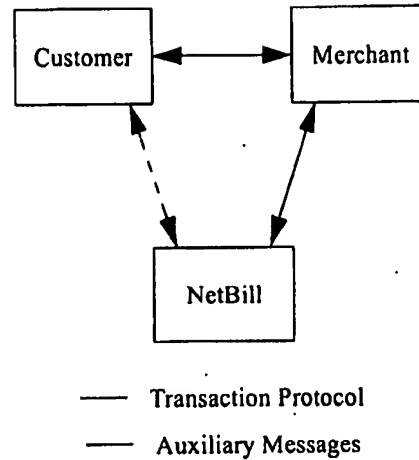 Customer
Merchant
NetBill
Transaction Protocol
Auxiliary Messages